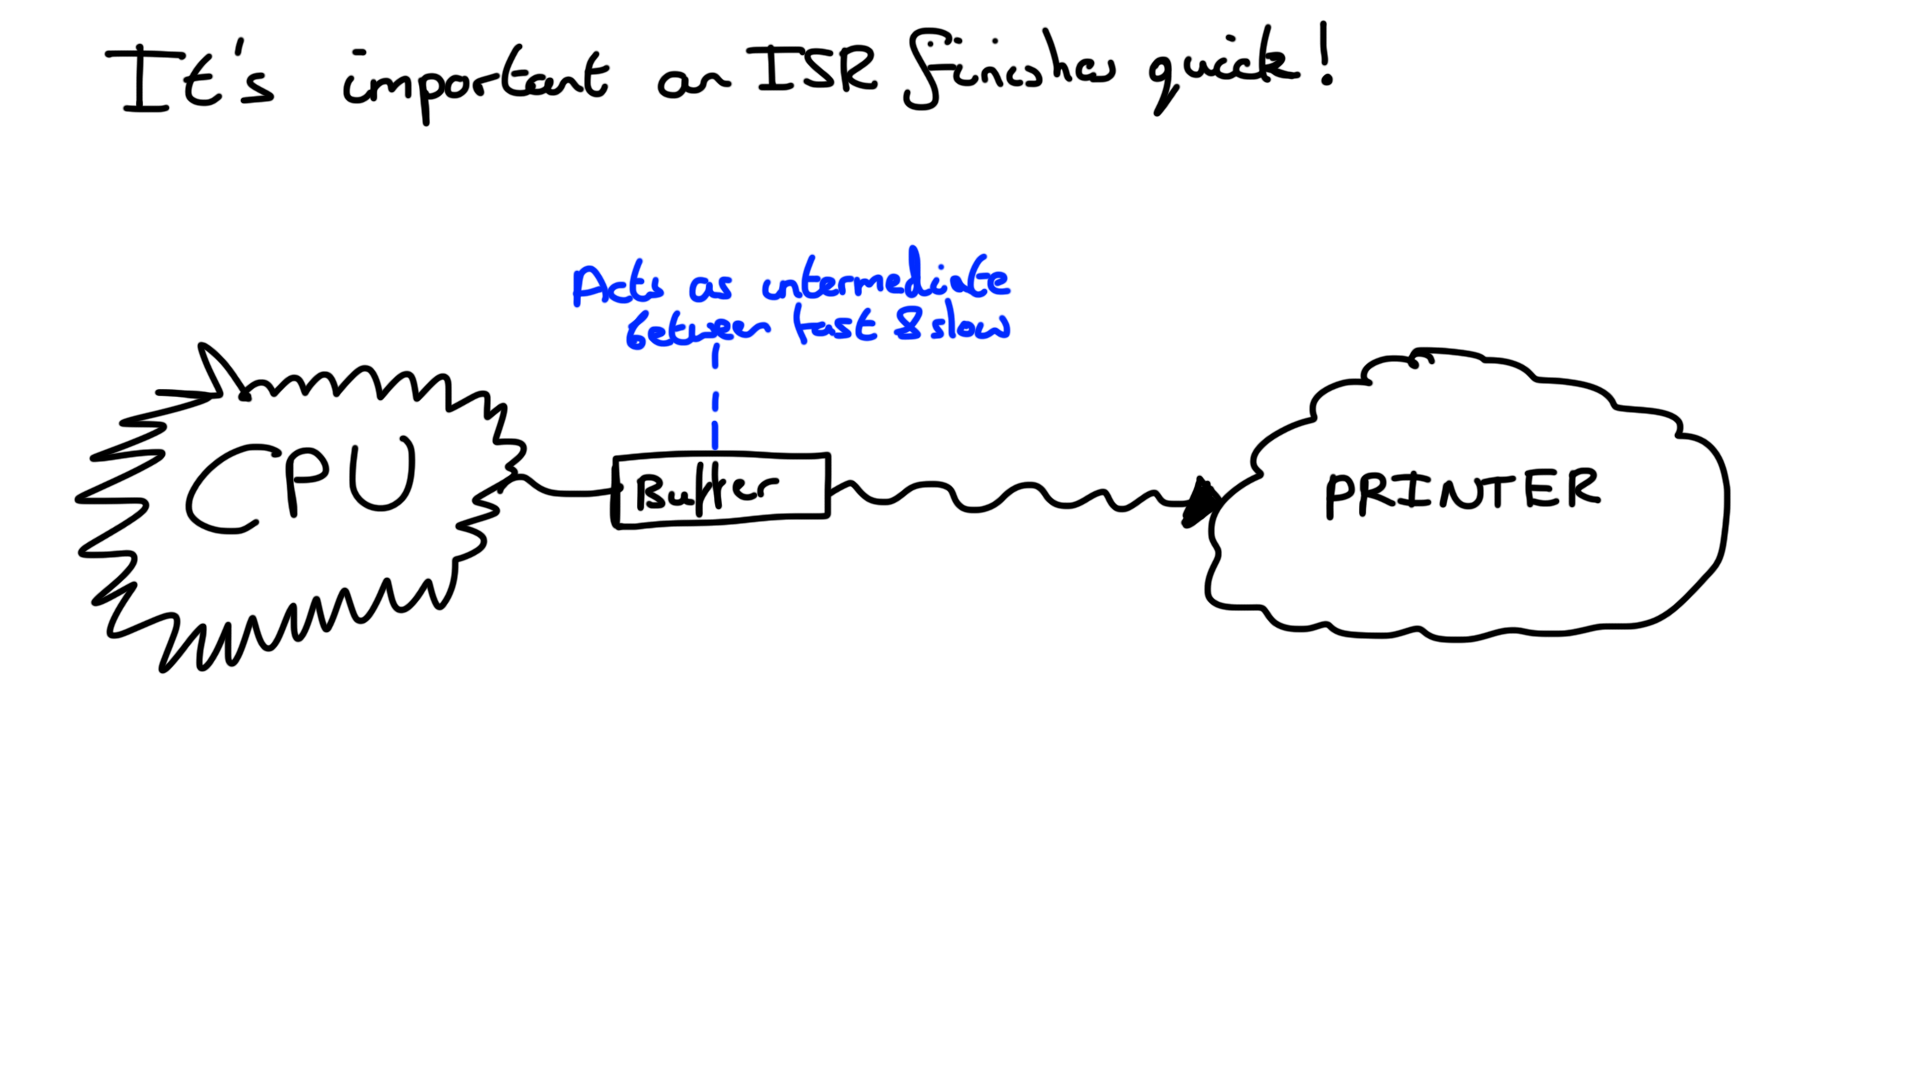 It's important an ISR finishes quick!
Acts as intermediate
between fast & slow
CPU
Buffer
PRINTER